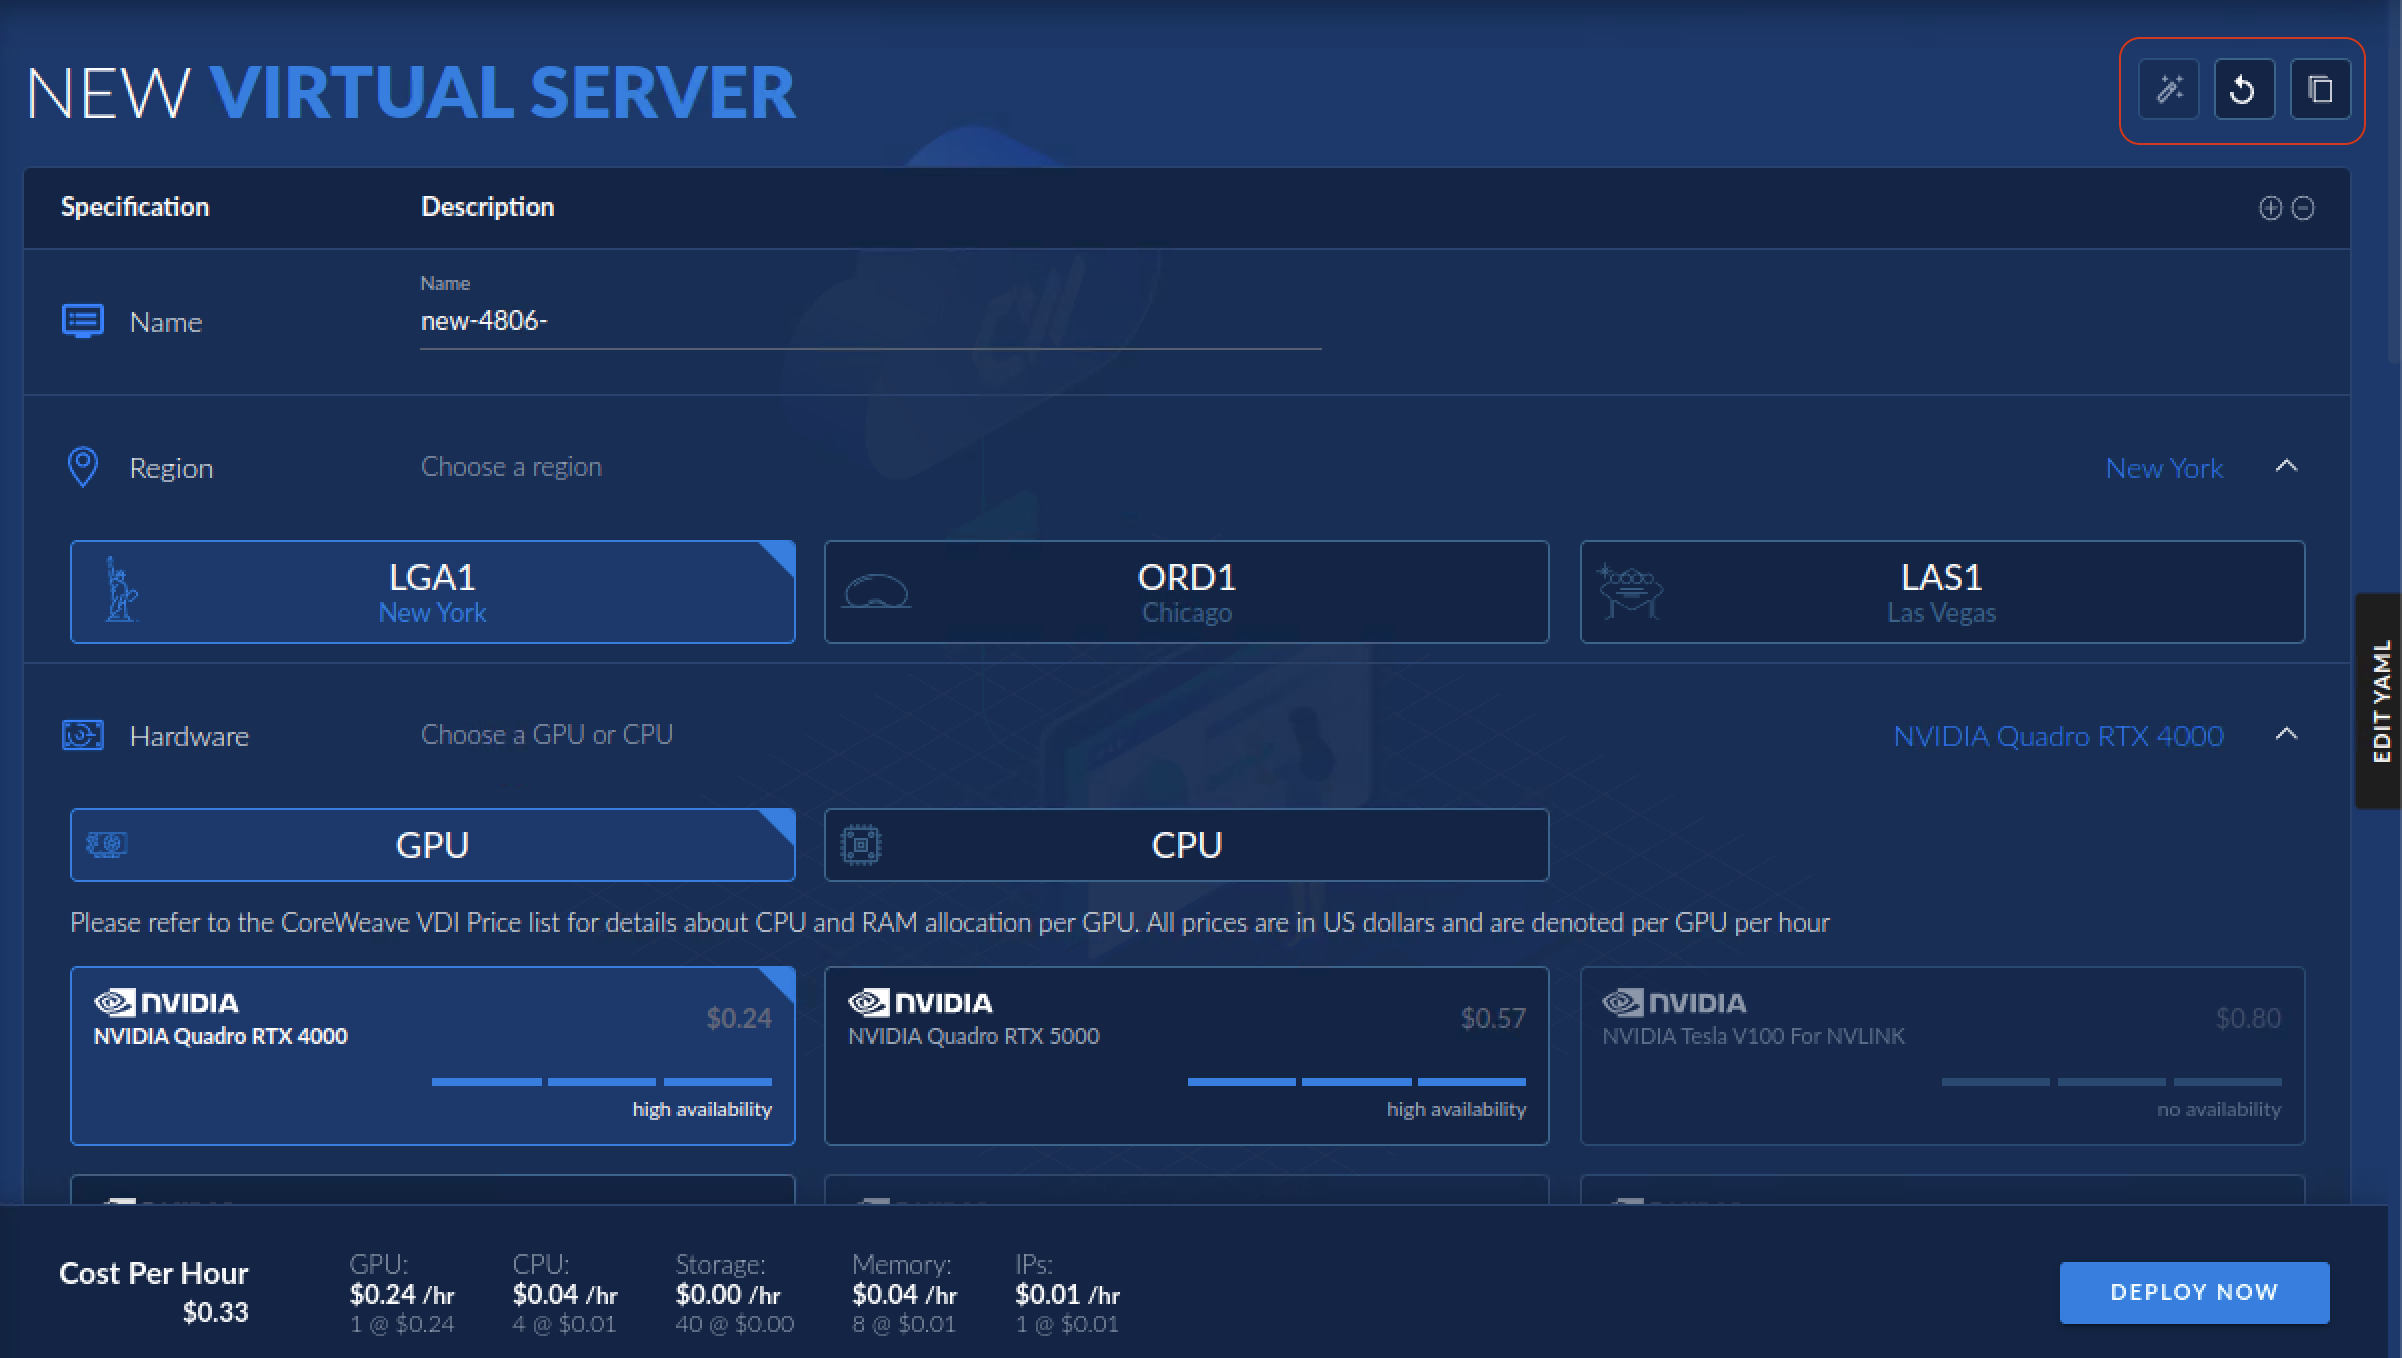 NEW VIRTUAL SERVER
Specification Description
Name
Name new-4806-
Region Choose a region New York
LGA1
New York
ORD1
Chicago
LAS1
Las Vegas
EDIT YAML
Hardware Choose a GPU or CPU NVIDIA Quadro RTX 4000
GPU
CPU
Please refer to the CoreWeave VDI Price list for details about CPU and RAM allocation per GPU. All prices are in US dollars and are denoted per GPU per hour
NVIDIA
NVIDIA Quadro RTX 4000
$0.24
high availability
NVIDIA
NVIDIA Quadro RTX 5000
$0.57
high availability
NVIDIA
NVIDIA Tesla V100 For NVLINK
$0.80
no availability
Cost Per Hour
$0.33
GPU:
$0.24 /hr
1 @ $0.24
CPU:
$0.04 /hr
4 @ $0.01
Storage:
$0.00 /hr
40 @ $0.00
Memory:
$0.04 /hr
8 @ $0.01
IPs:
$0.01 /hr
1 @ $0.01
DEPLOY NOW